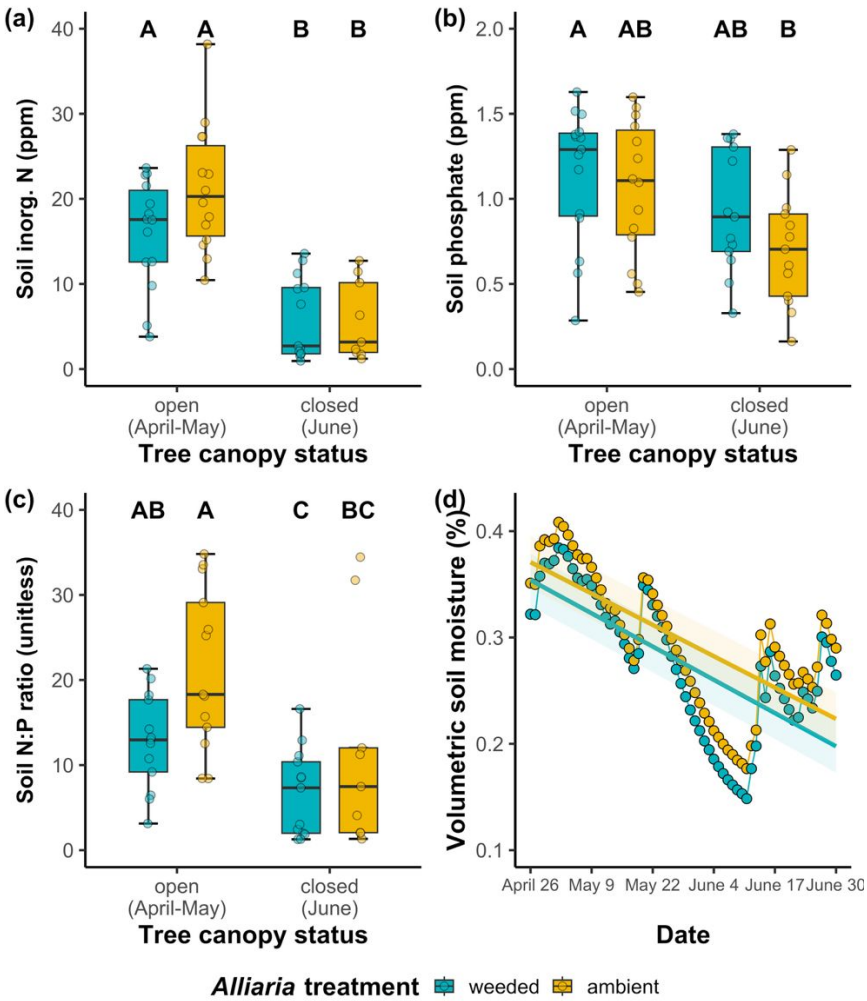 (a)
Soil inorg. N (ppm)
40
30
20
10
0
A A B B
open
(April-May)
closed
(June)
Tree canopy status
(b)
Soil phosphate (ppm)
2.0
1.5
1.0
0.5
0.0
A AB AB B
open
(April-May)
closed
(June)
Tree canopy status
(c)
Soil N:P ratio (unitless)
40
30
20
10
0
AB A C BC
open
(April-May)
closed
(June)
Tree canopy status
(d)
Volumetric soil moisture (%)
0.4
0.3
0.2
0.1
April 26 May 9 May 22 June 4 June 17 June 30
Date
Alliaria treatment weeded ambient